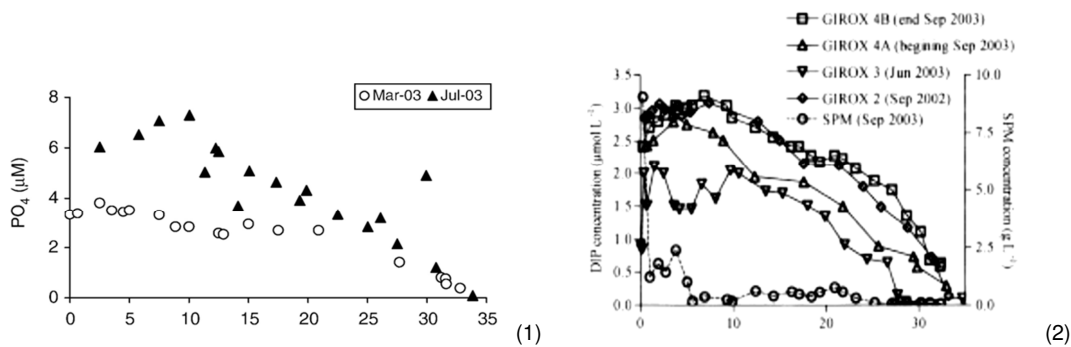 Mar-03 Jul-03
8
6
4
2
0
PO4 (µM)
0 5 10 15 20 25 30 35
(1)
GIROX 4B (end Sep 2003)
GIROX 4A (begining Sep 2003)
GIROX 3 (Jun 2003)
GIROX 2 (Sep 2002)
SPM (Sep 2003)
3.5
3.0
2.5
2.0
1.5
1.0
0.5
0.0
DIP concentration (µmol L⁻¹)
10.0
7.5
5.0
2.5
0.0
SPM concentration (g L⁻¹)
0 10 20 30
(2)